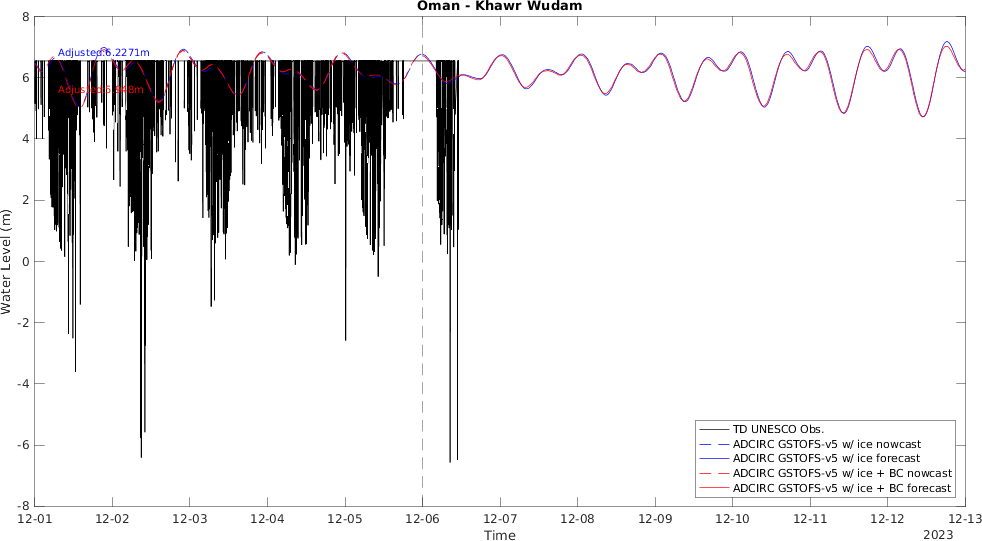 Oman - Khawr Wudam
8
6
4
2
0
-2
-4
-6
-8
Water Level (m)
Adjusted:6.2271m
TD UNESCO Obs.
ADCIRC GSTOFS-v5 w/ ice nowcast
ADCIRC GSTOFS-v5 w/ ice forecast
ADCIRC GSTOFS-v5 w/ ice + BC nowcast
ADCIRC GSTOFS-v5 w/ ice + BC forecast
12-01 12-02 12-03 12-04 12-05 12-06 12-07 12-08 12-09 12-10 12-11 12-12 12-13
Time
2023